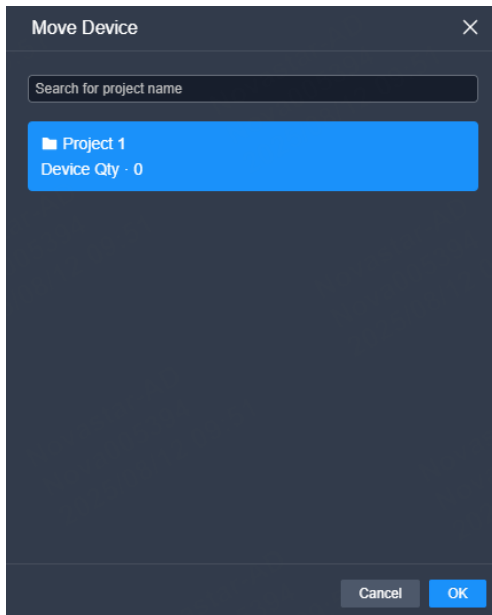 Move Device
Search for project name
Project 1
Device Qty · 0
Cancel
OK